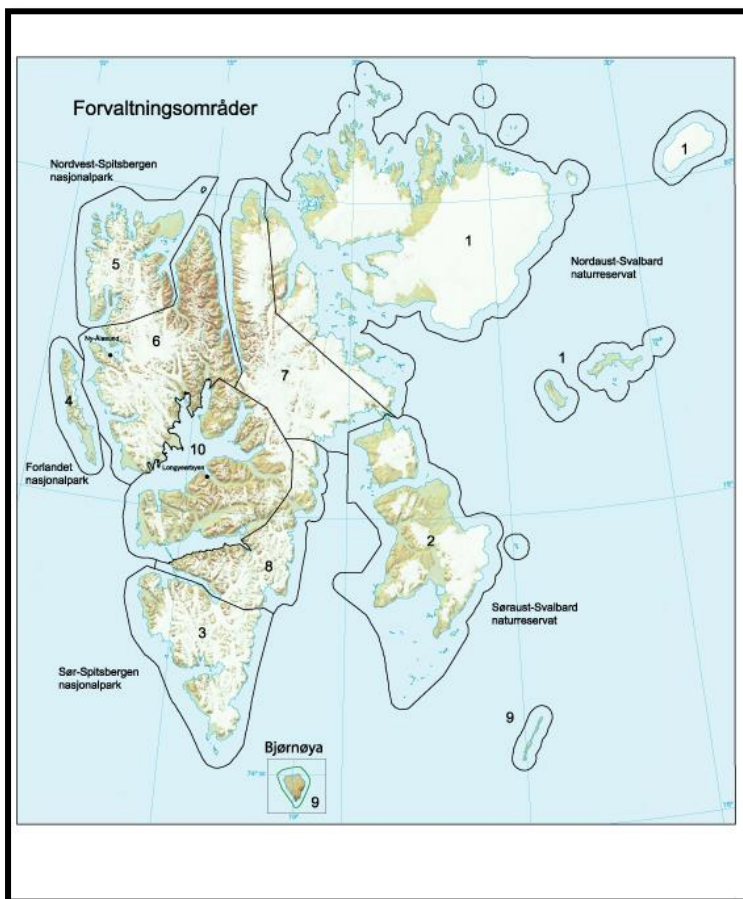 Forvaltningsområder
Nordvest-Spitsbergen
nasjonalpark
1
5
1
Nordaust-Svalbard
naturreservat
Ny-Ålesund
6
7
1
4
10
Longyearbyen
Forlandet
nasjonalpark
2
8
Søraust-Svalbard
naturreservat
3
Sør-Spitsbergen
nasjonalpark
9
Bjørnøya
9